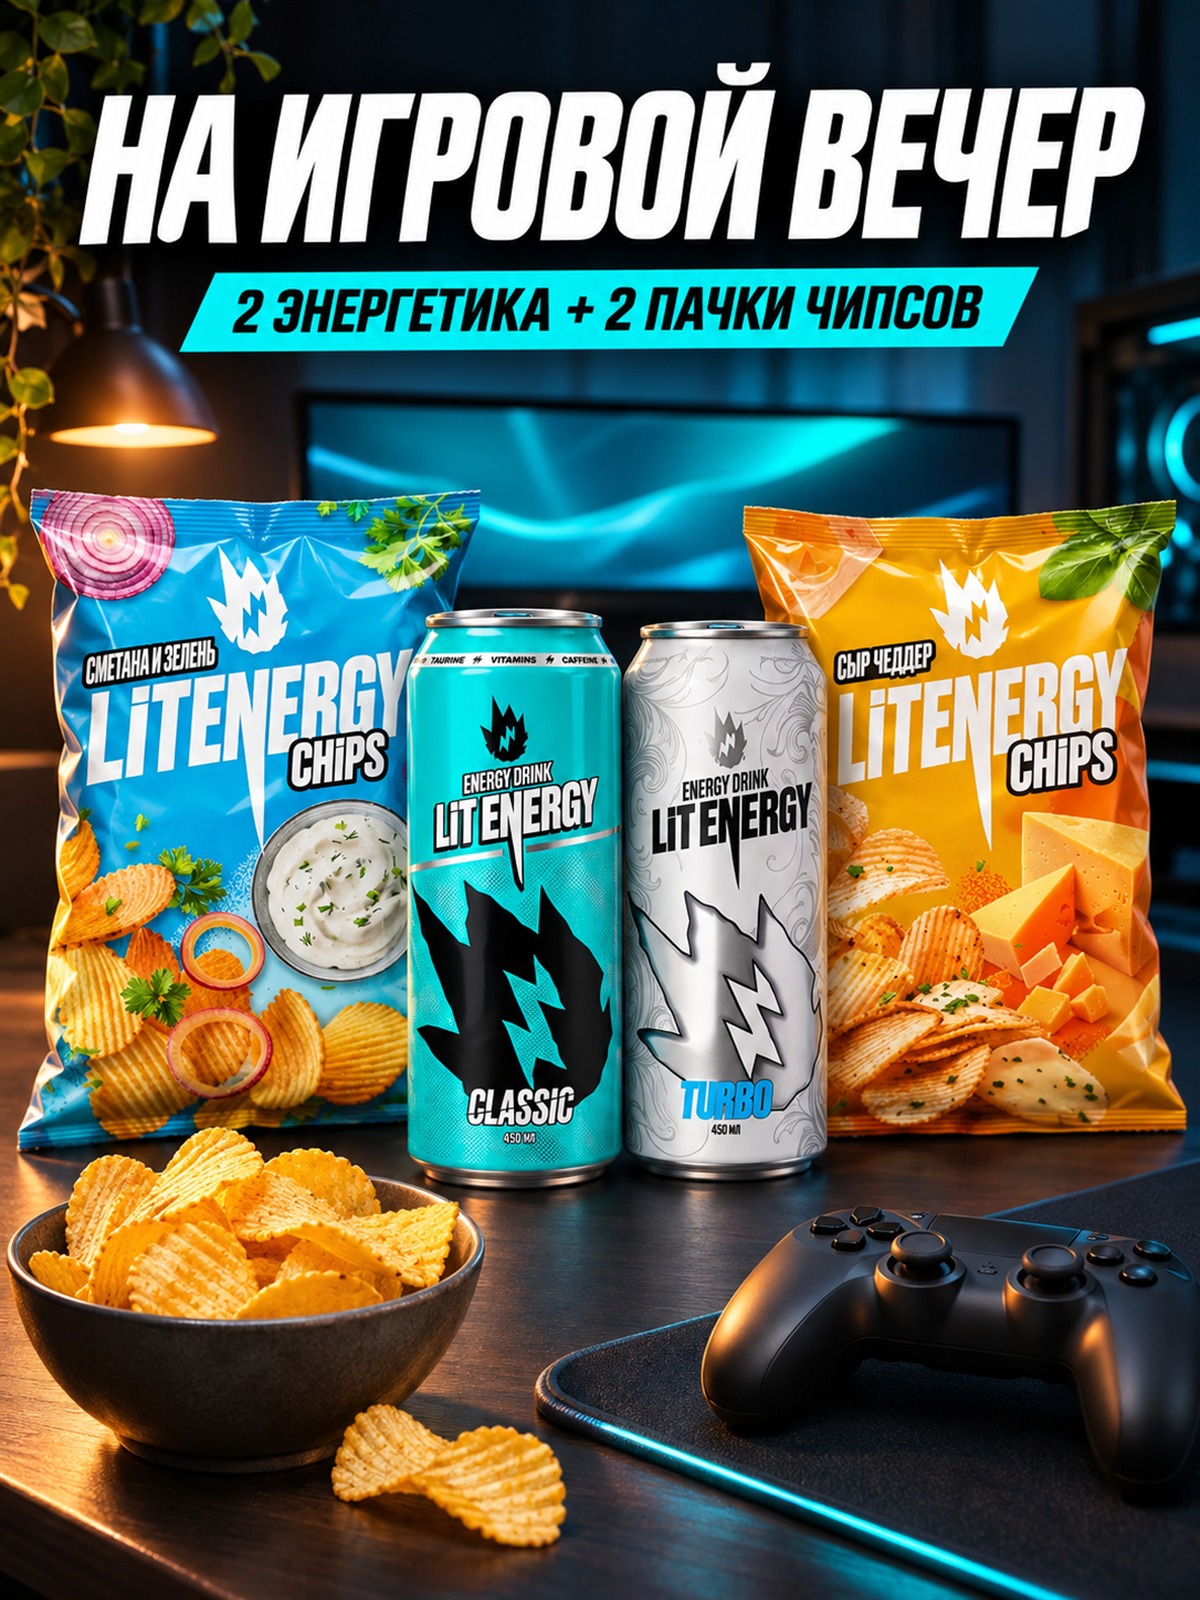 НА ИГРОВОЙ ВЕЧЕР
2 ЭНЕРГЕТИКА + 2 ПАЧКИ ЧИПСОВ
СМЕТАНА И ЗЕЛЕНЬ
LiTENERGY
CHiPS
TAURINE VITAMINS CAFFEINE
ENERGY DRINK
LiT ENERGY
CLASSiC
450 МЛ
ENERGY DRINK
LiT ENERGY
TURBO
450 МЛ
СЫР ЧЕДДЕР
LiTENERGY
CHiPS